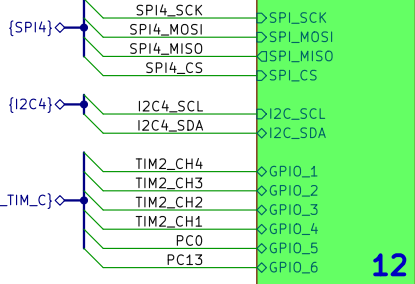 SPI4_SCK SPI_SCK
{SPI4} SPI4_MOSI SPI_MOSI
SPI4_MISO SPI_MISO
SPI4_CS SPI_CS
{I2C4} I2C4_SCL I2C_SCL
I2C4_SDA I2C_SDA
TIM2_CH4 GPIO_1
TIM2_CH3 GPIO_2
_TIM_C} TIM2_CH2 GPIO_3
TIM2_CH1 GPIO_4
PC0 GPIO_5
PC13 GPIO_6
12